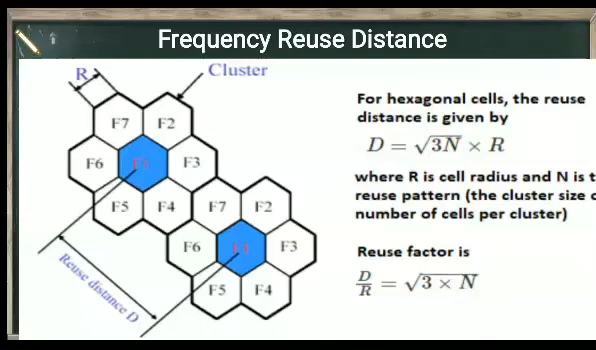 Frequency Reuse Distance
R
Cluster
F7 F2
F6 F1 F3
F5 F4 F7 F2
F6 F1 F3
F5 F4
Reuse distance D
For hexagonal cells, the reuse
distance is given by
D = √3N × R
where R is cell radius and N is t
reuse pattern (the cluster size o
number of cells per cluster)
Reuse factor is
D/R = √3 × N